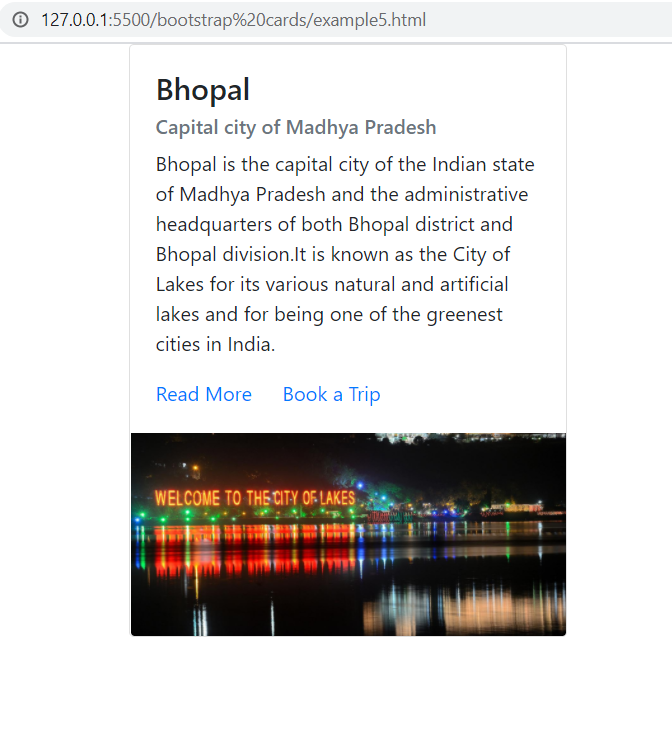 127.0.0.1:5500/bootstrap%20cards/example5.html
Bhopal
Capital city of Madhya Pradesh
Bhopal is the capital city of the Indian state
of Madhya Pradesh and the administrative
headquarters of both Bhopal district and
Bhopal division.It is known as the City of
Lakes for its various natural and artificial
lakes and for being one of the greenest
cities in India.
Read More Book a Trip
WELCOME TO THE CITY OF LAKES